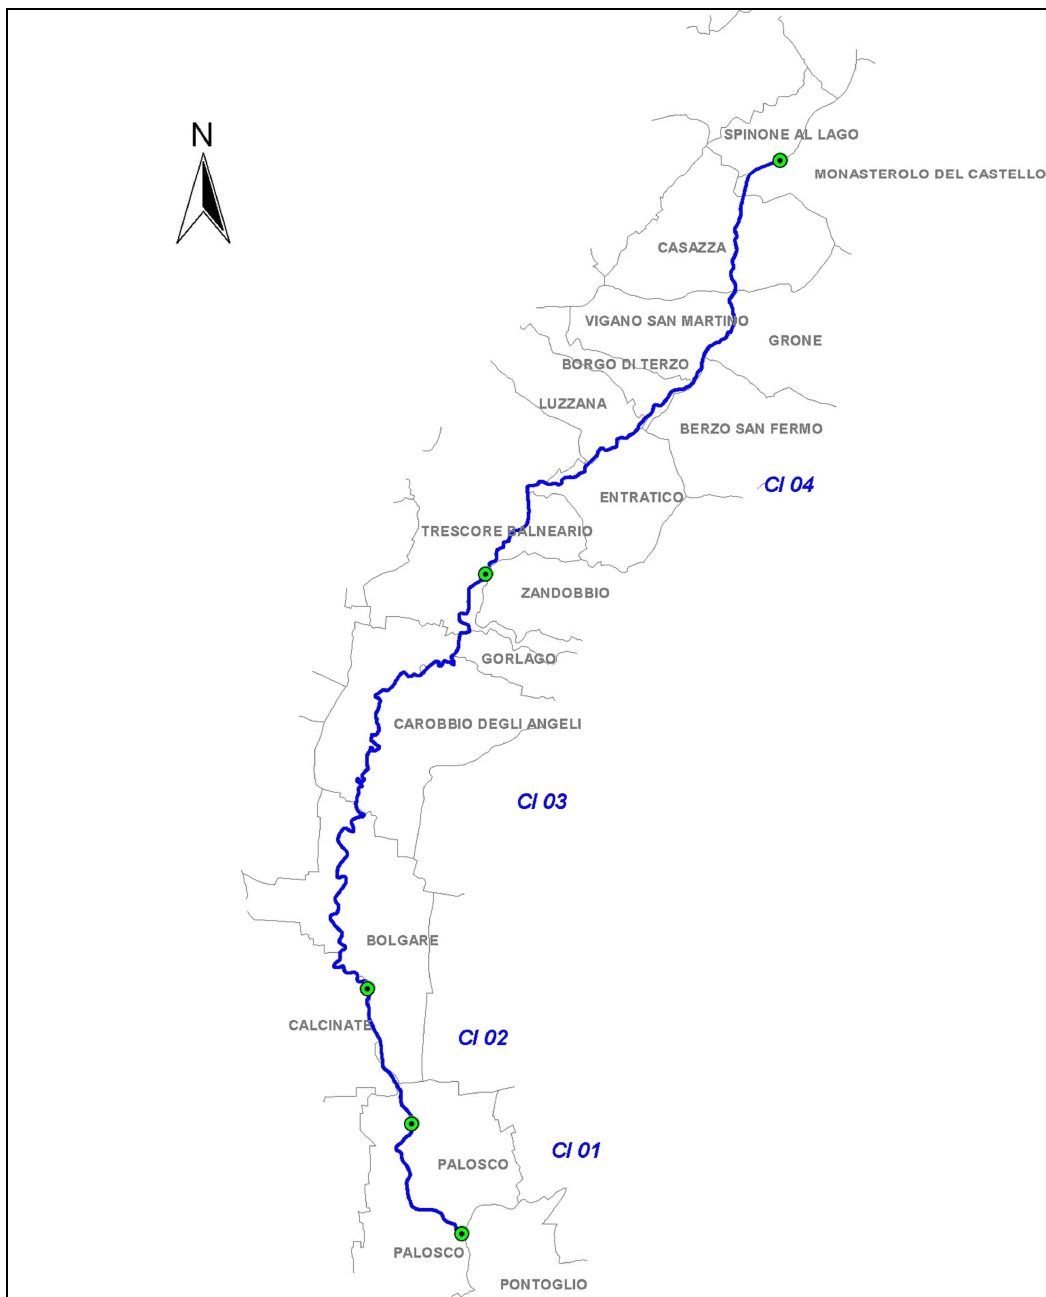 N
SPINONE AL LAGO
MONASTEROLO DEL CASTELLO
CASAZZA
VIGANO SAN MARTINO
GRONE
BORGO DI TERZO
LUZZANA
BERZO SAN FERMO
CI 04
ENTRATICO
TRESCORE BALNEARIO
ZANDOBBIO
GORLAGO
CAROBBIO DEGLI ANGELI
CI 03
BOLGARE
CALCINATE
CI 02
CI 01
PALOSCO
PALOSCO
PONTOGLIO